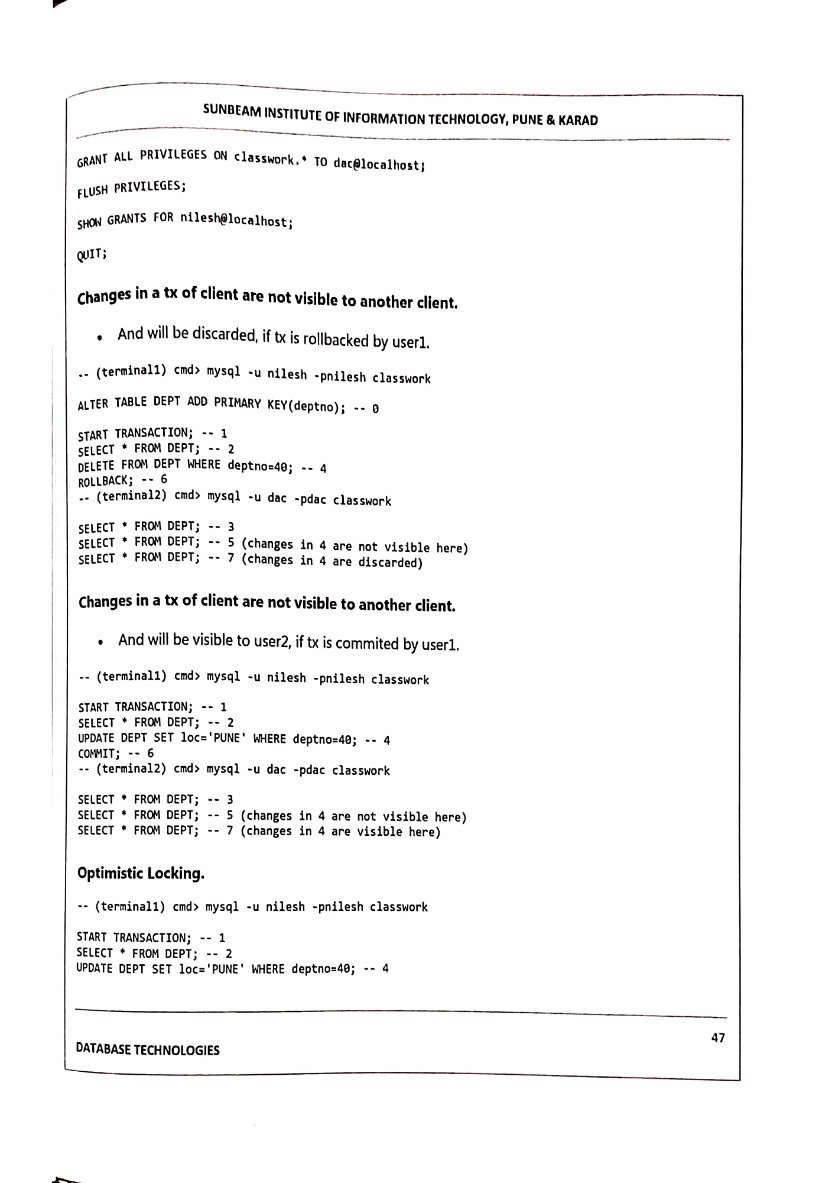 SUNBEAM INSTITUTE OF INFORMATION TECHNOLOGY, PUNE & KARAD
GRANT ALL PRIVILEGES ON classwork.* TO dac@localhost;
FLUSH PRIVILEGES;
SHOW GRANTS FOR nilesh@localhost;
QUIT;
Changes in a tx of client are not visible to another client.
• And will be discarded, if tx is rollbacked by user1.
-- (terminal1) cmd> mysql -u nilesh -pnilesh classwork
ALTER TABLE DEPT ADD PRIMARY KEY(deptno); -- 0
START TRANSACTION; -- 1
SELECT * FROM DEPT; -- 2
DELETE FROM DEPT WHERE deptno=40; -- 4
ROLLBACK; -- 6
-- (terminal2) cmd> mysql -u dac -pdac classwork
SELECT * FROM DEPT; -- 3
SELECT * FROM DEPT; -- 5 (changes in 4 are not visible here)
SELECT * FROM DEPT; -- 7 (changes in 4 are discarded)
Changes in a tx of client are not visible to another client.
• And will be visible to user2, if tx is commited by user1.
-- (terminal1) cmd> mysql -u nilesh -pnilesh classwork
START TRANSACTION; -- 1
SELECT * FROM DEPT; -- 2
UPDATE DEPT SET loc='PUNE' WHERE deptno=40; -- 4
COMMIT; -- 6
-- (terminal2) cmd> mysql -u dac -pdac classwork
SELECT * FROM DEPT; -- 3
SELECT * FROM DEPT; -- 5 (changes in 4 are not visible here)
SELECT * FROM DEPT; -- 7 (changes in 4 are visible here)
Optimistic Locking.
-- (terminal1) cmd> mysql -u nilesh -pnilesh classwork
START TRANSACTION; -- 1
SELECT * FROM DEPT; -- 2
UPDATE DEPT SET loc='PUNE' WHERE deptno=40; -- 4
47
DATABASE TECHNOLOGIES